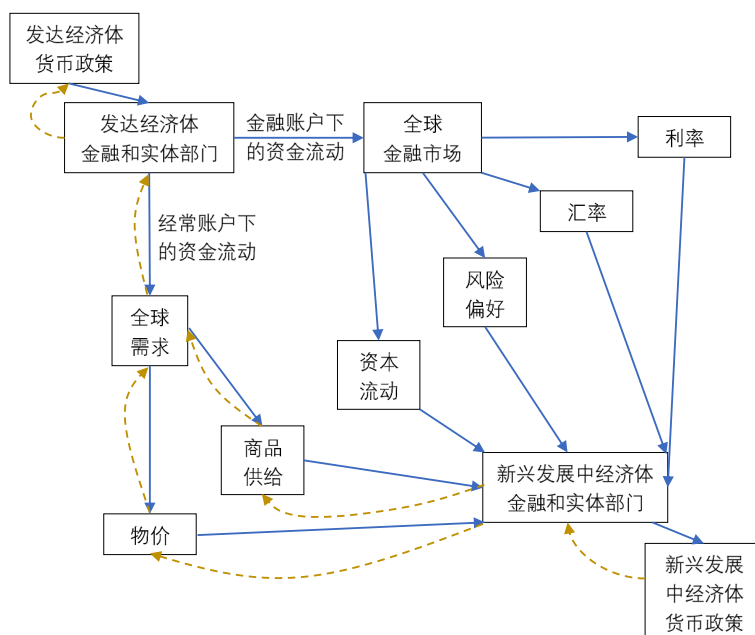 发达经济体
货币政策
发达经济体
金融和实体部门
金融账户下
的资金流动
全球
金融市场
利率
汇率
经常账户下
的资金流动
风险
偏好
全球
需求
资本
流动
商品
供给
新兴发展中经济体
金融和实体部门
物价
新兴发展
中经济体
货币政策